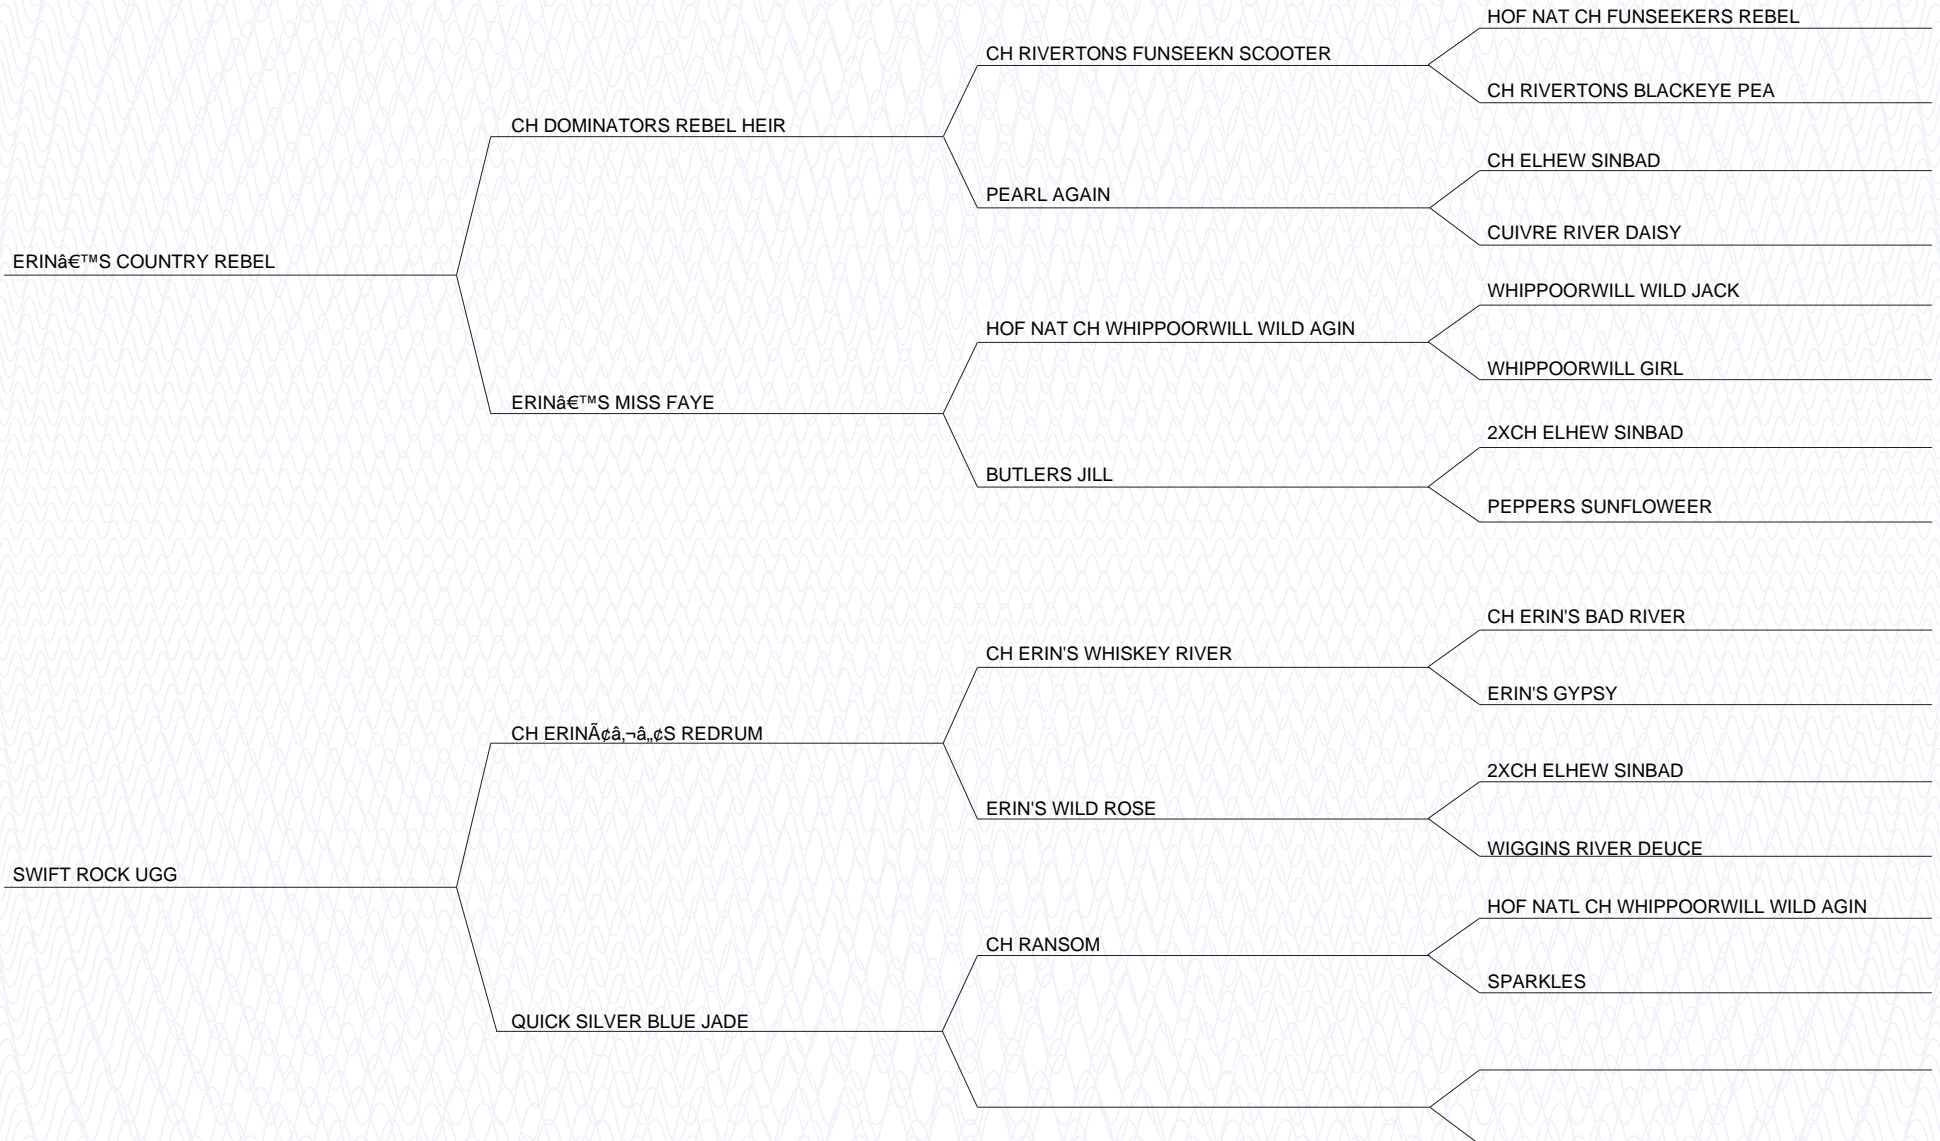 HOF NAT CH FUNSEEKERS REBEL
CH RIVERTONS FUNSEEKN SCOOTER
CH RIVERTONS BLACKEYE PEA
CH DOMINATORS REBEL HEIR
CH ELHEW SINBAD
PEARL AGAIN
CUIVRE RIVER DAISY
ERINâ€™S COUNTRY REBEL
WHIPPOORWILL WILD JACK
HOF NAT CH WHIPPOORWILL WILD AGIN
WHIPPOORWILL GIRL
ERINâ€™S MISS FAYE
2XCH ELHEW SINBAD
BUTLERS JILL
PEPPERS SUNFLOWEER
CH ERIN'S BAD RIVER
CH ERIN'S WHISKEY RIVER
ERIN'S GYPSY
CH ERINÃ¢â‚¬â„¢S REDRUM
2XCH ELHEW SINBAD
ERIN'S WILD ROSE
WIGGINS RIVER DEUCE
SWIFT ROCK UGG
HOF NATL CH WHIPPOORWILL WILD AGIN
CH RANSOM
SPARKLES
QUICK SILVER BLUE JADE